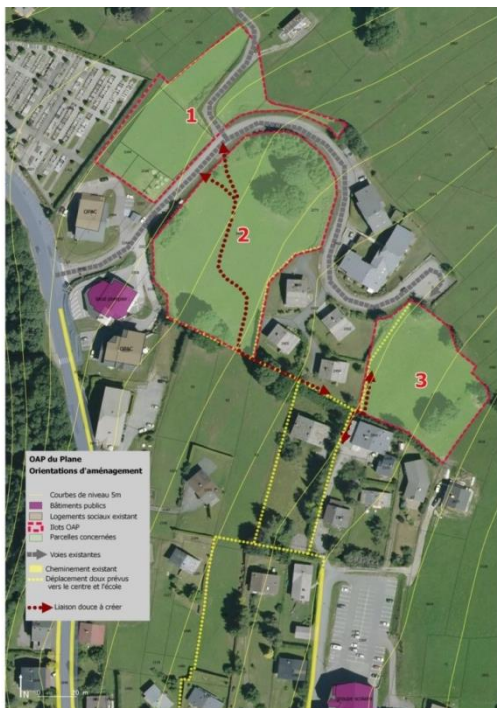 1
2
3
OAP du Plane
Orientations d'aménagement
Courbes de niveau 5m
Bâtiments publics
Logements sociaux existant
Ilots OAP
Parcelles concernées
Voies existantes
Cheminement existant
Déplacement doux prévus
vers le centre et l'école
Liaison douce à créer
N